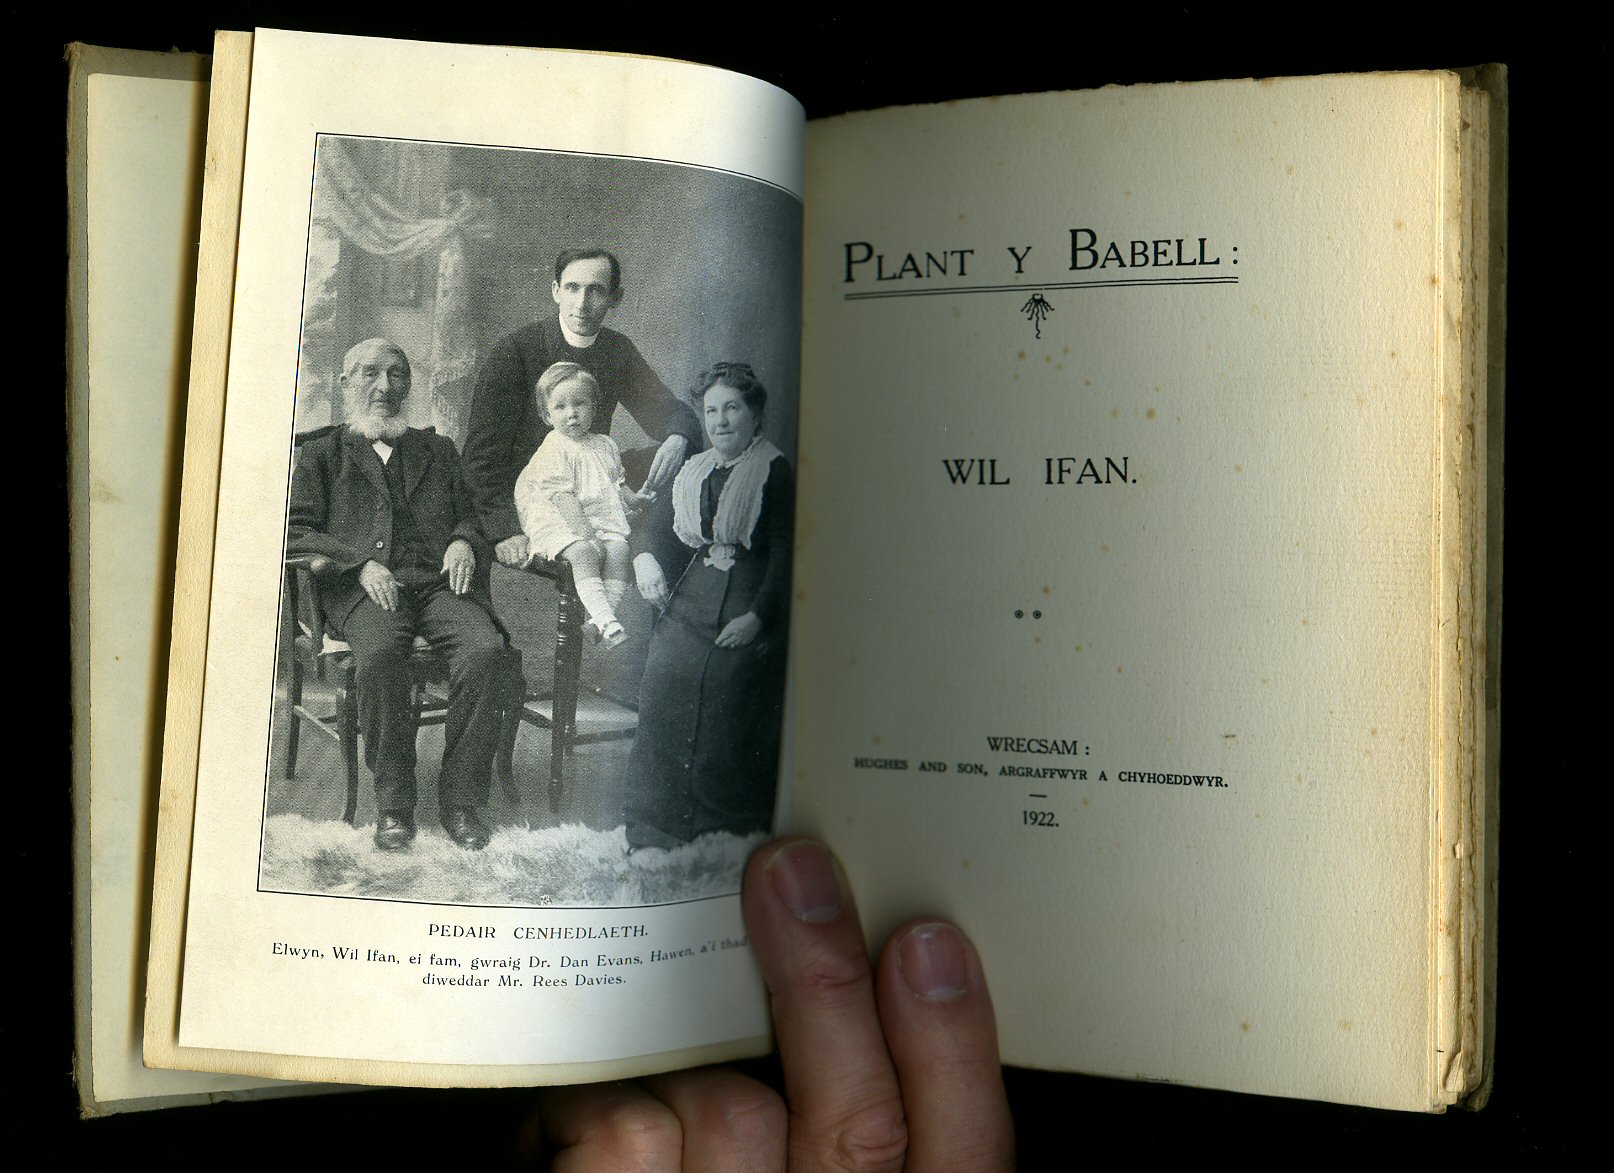 PEDAIR CENHEDLAETH.
Elwyn, Wil Ifan, ei fam, gwraig Dr. Dan Evans, Hawen, a'i thad
diweddar Mr. Rees Davies.
PLANT Y BABELL:
WIL IFAN.
WRECSAM:
HUGHES AND SON, ARGRAFFWYR A CHYHOEDDWYR.
1922.